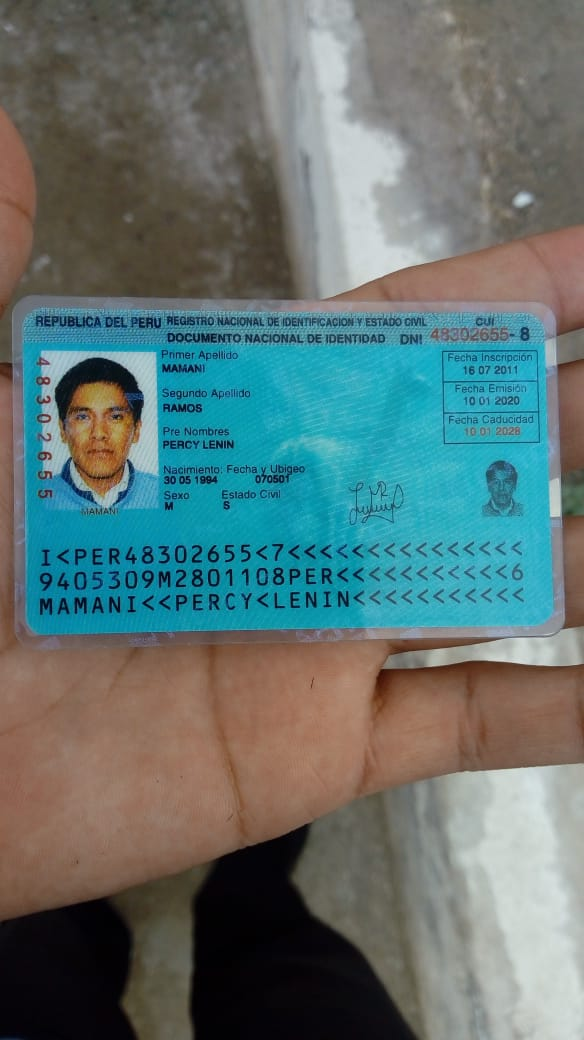 REPUBLICA DEL PERU REGISTRO NACIONAL DE IDENTIFICACION Y ESTADO CIVIL CUI
DOCUMENTO NACIONAL DE IDENTIDAD DNI 48302655-8
48302655
Primer Apellido
MAMANI
Segundo Apellido
RAMOS
Pre Nombres
PERCY LENIN
Nacimiento: Fecha y Ubigeo
30 05 1994 070501
Sexo Estado Civil
M S
Fecha Inscripción
16 07 2011
Fecha Emisión
10 01 2020
Fecha Caducidad
10 01 2028
MAMANI
I<PER48302655<7<<<<<<<<<<<<<<<
9405309M2801108PER<<<<<<<<<<<6
MAMANI<<PERCY<LENIN<<<<<<<<<<<